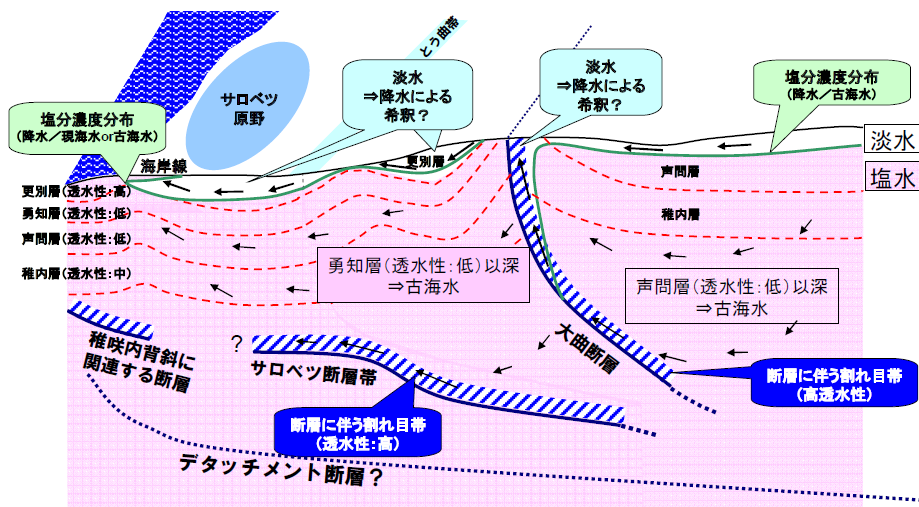 とう曲帯
サロベツ
原野
淡水
⇒降水による
希釈？
淡水
⇒降水による
希釈？
塩分濃度分布
(降水／古海水)
塩分濃度分布
(降水／現海水or古海水)
海岸線
更別層
声問層
稚内層
淡水
塩水
更別層(透水性:高)
勇知層(透水性:低)
声問層(透水性:低)
稚内層(透水性:中)
勇知層(透水性:低)以深
⇒古海水
声問層(透水性:低)以深
⇒古海水
稚咲内背斜に
関連する断層
?
サロベツ断層帯
大曲断層
断層に伴う割れ目帯
(高透水性)
断層に伴う割れ目帯
(透水性:高)
デタッチメント断層？